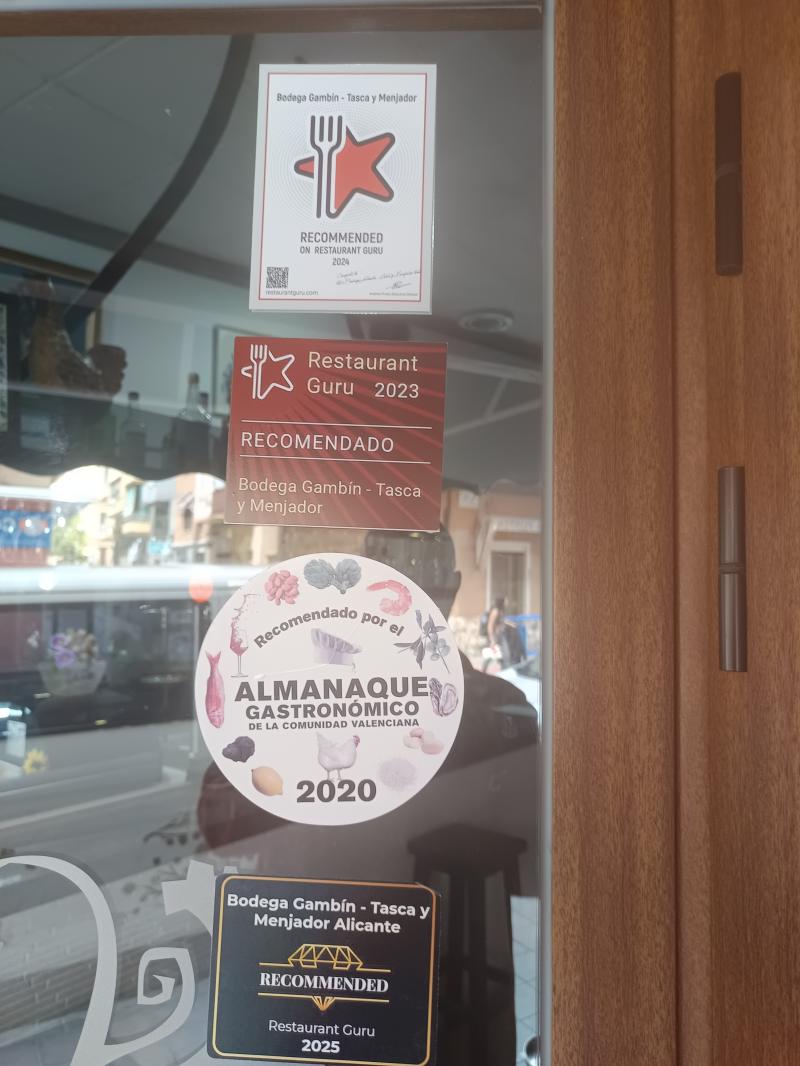 Bodega Gambín - Tasca y Menjador
RECOMMENDED
ON RESTAURANT GURU
2024
restaurantguru.com
Restaurant
Guru 2023
RECOMENDADO
Bodega Gambín - Tasca
y Menjador
Recomendado por el
ALMANAQUE
GASTRONÓMICO
DE LA COMUNIDAD VALENCIANA
2020
Bodega Gambín - Tasca y
Menjador Alicante
RECOMMENDED
Restaurant Guru
2025